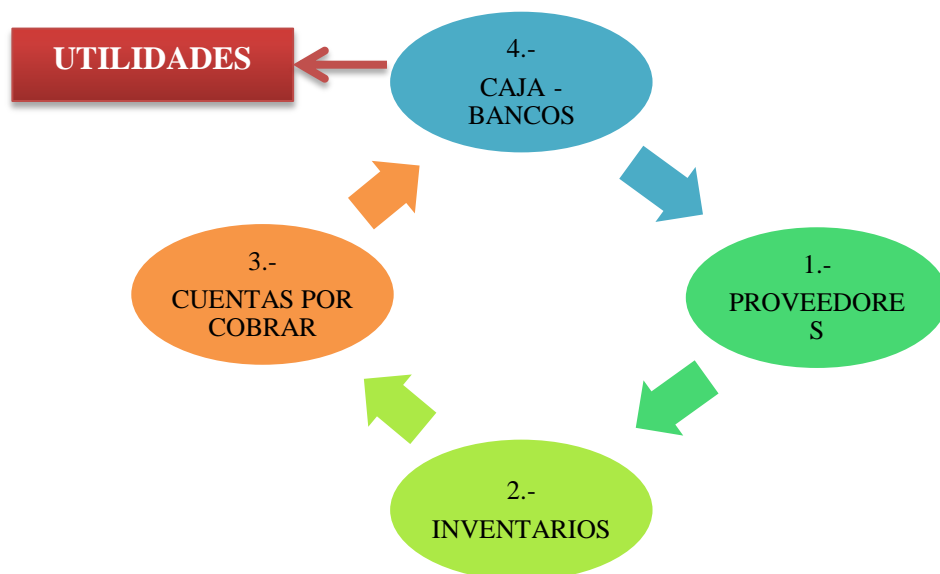 UTILIDADES
4.-
CAJA -
BANCOS
1.-
PROVEEDORE
S
3.-
CUENTAS POR
COBRAR
2.-
INVENTARIOS